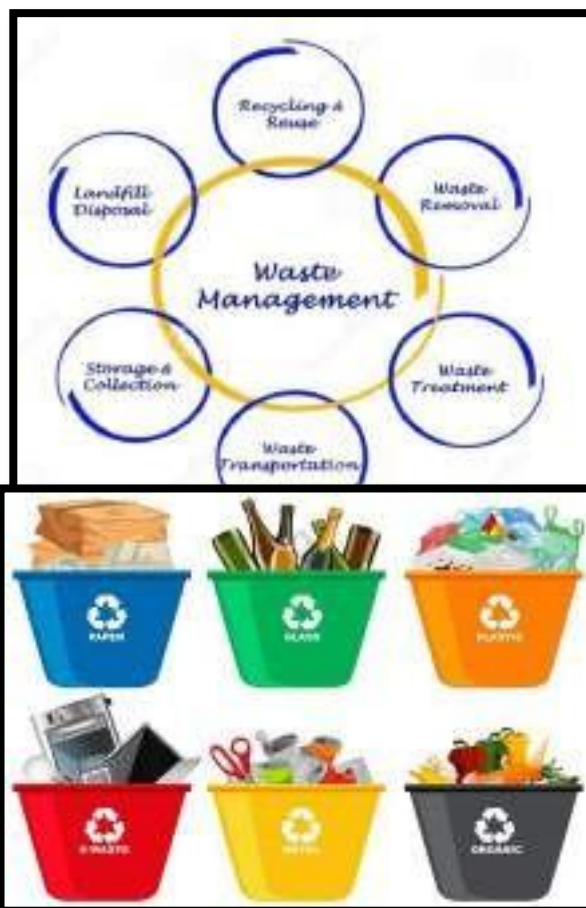 Recycling &
Reuse
Landfill
Disposal
Waste
Removal
Waste
Management
Storage &
Collection
Waste
Treatment
Waste
Transportation
PAPER
GLASS
PLASTIC
E-WASTE
METAL
ORGANIC